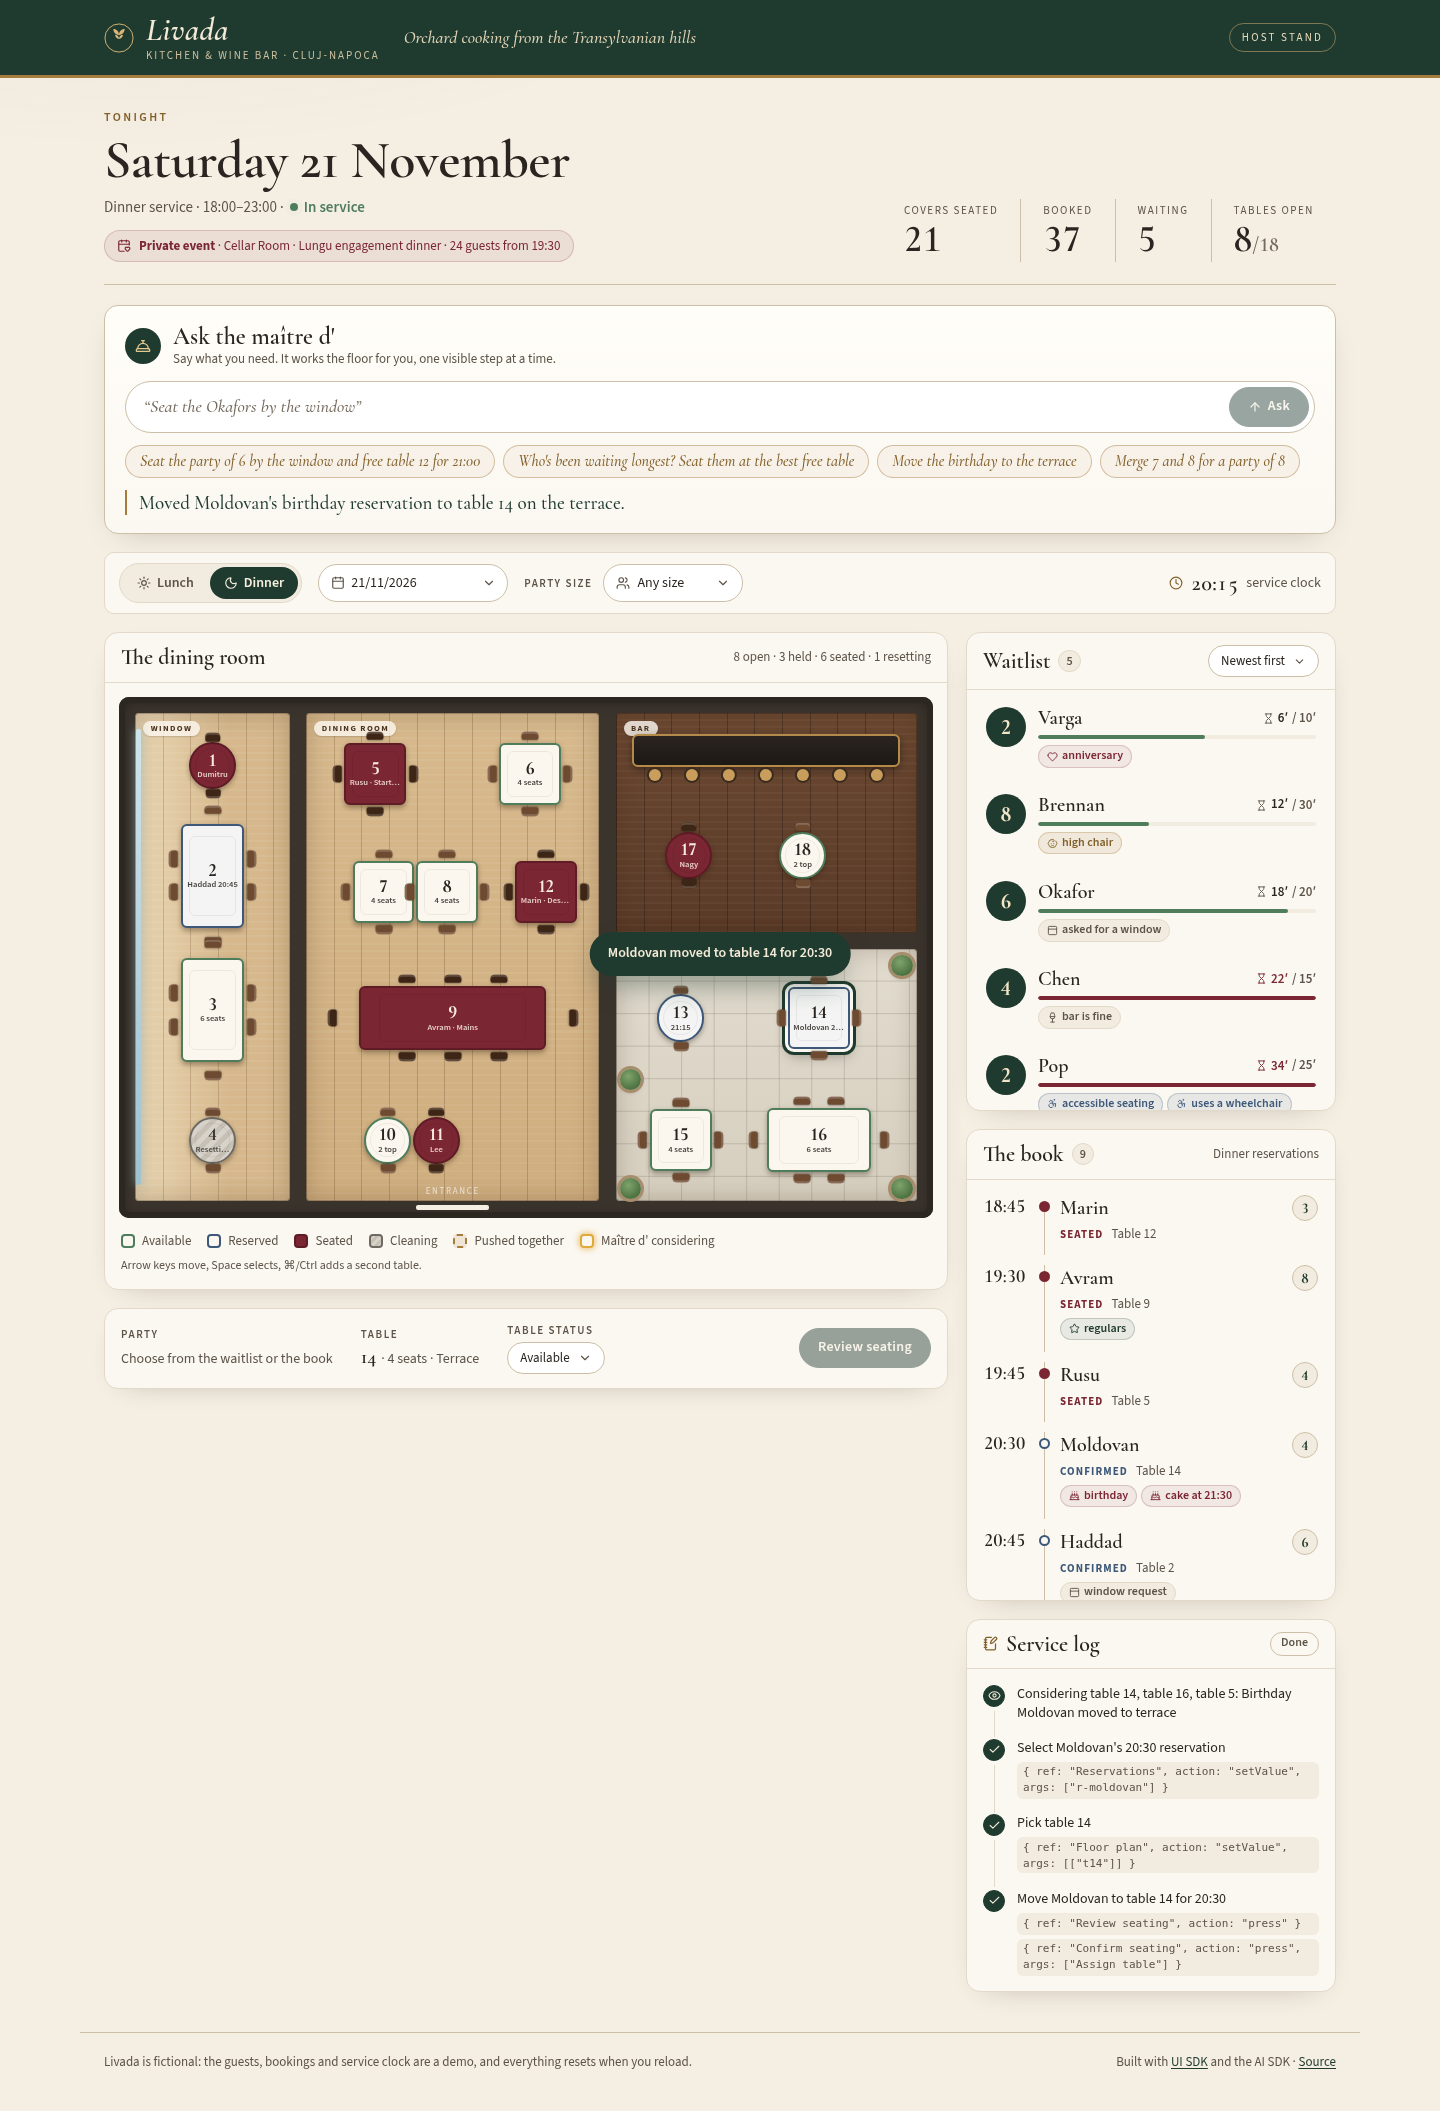 Livada
KITCHEN & WINE BAR · CLUJ-NAPOCA
Orchard cooking from the Transylvanian hills
HOST STAND
TONIGHT
Saturday 21 November
Dinner service · 18:00–23:00 · In service
Private event · Cellar Room · Lungu engagement dinner · 24 guests from 19:30
COVERS SEATED
21
BOOKED
37
WAITING
5
TABLES OPEN
8/18
Ask the maître d'
Say what you need. It works the floor for you, one visible step at a time.
“Seat the Okafors by the window”
Ask
Seat the party of 6 by the window and free table 12 for 21:00
Who's been waiting longest? Seat them at the best free table
Move the birthday to the terrace
Merge 7 and 8 for a party of 8
Moved Moldovan's birthday reservation to table 14 on the terrace.
Lunch
Dinner
21/11/2026
PARTY SIZE
Any size
20:15 service clock
The dining room
8 open · 3 held · 6 seated · 1 resetting
WINDOW
DINING ROOM
BAR
1
Dumitru
5
Rusu · Start…
6
4 seats
2
Haddad 20:45
7
4 seats
8
4 seats
12
Marin · Des…
17
Nagy
18
2 top
Moldovan moved to table 14 for 20:30
3
6 seats
9
Avram · Mains
13
21:15
14
Moldovan 2…
4
Resetti…
10
2 top
11
Lee
15
4 seats
16
6 seats
ENTRANCE
Available
Reserved
Seated
Cleaning
Pushed together
Maître d' considering
Arrow keys move, Space selects, ⌘/Ctrl adds a second table.
PARTY
Choose from the waitlist or the book
TABLE
14 · 4 seats · Terrace
TABLE STATUS
Available
Review seating
Waitlist 5
Newest first
2
Varga
6′ / 10′
anniversary
8
Brennan
12′ / 30′
high chair
6
Okafor
18′ / 20′
asked for a window
4
Chen
22′ / 15′
bar is fine
2
Pop
34′ / 25′
accessible seating
uses a wheelchair
The book 9
Dinner reservations
18:45
Marin
3
SEATED Table 12
19:30
Avram
8
SEATED Table 9
regulars
19:45
Rusu
4
SEATED Table 5
20:30
Moldovan
4
CONFIRMED Table 14
birthday
cake at 21:30
20:45
Haddad
6
CONFIRMED Table 2
window request
Service log
Done
Considering table 14, table 16, table 5: Birthday
Moldovan moved to terrace
Select Moldovan's 20:30 reservation
{ ref: "Reservations", action: "setValue",
args: ["r-moldovan"] }
Pick table 14
{ ref: "Floor plan", action: "setValue",
args: [["t14"]] }
Move Moldovan to table 14 for 20:30
{ ref: "Review seating", action: "press" }
{ ref: "Confirm seating", action: "press",
args: ["Assign table"] }
Livada is fictional: the guests, bookings and service clock are a demo, and everything resets when you reload.
Built with UI SDK and the AI SDK · Source